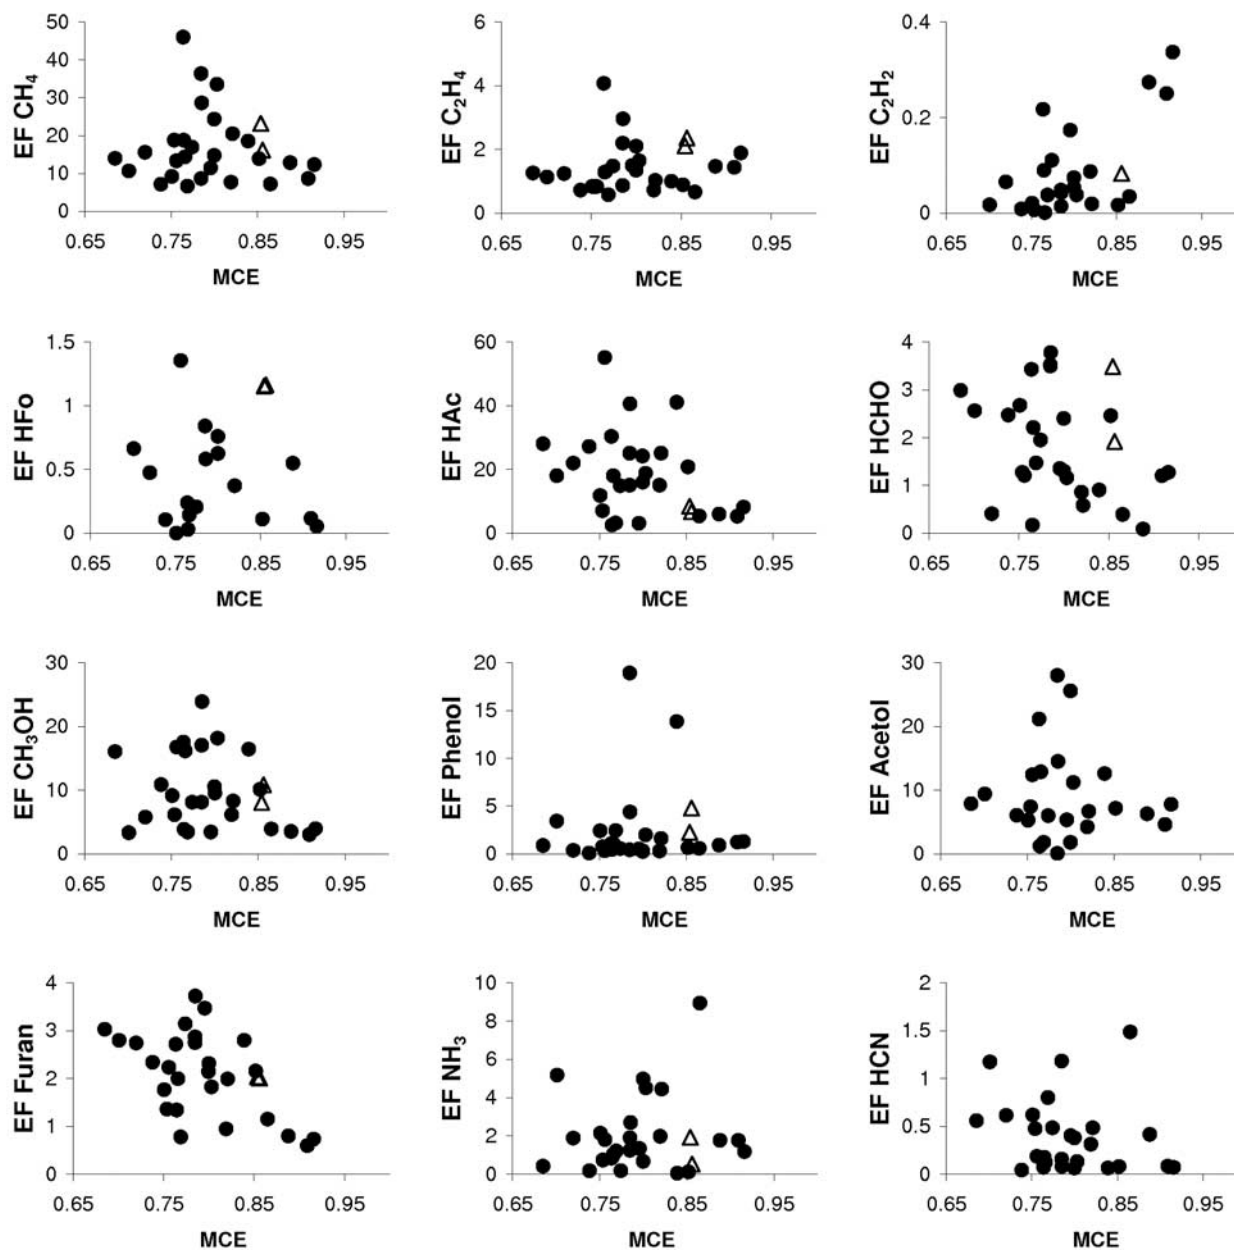 EF CH₄
50
40
30
20
10
0
0.65 0.75 0.85 0.95
MCE
EF C₂H₄
6
4
2
0
0.65 0.75 0.85 0.95
MCE
EF C₂H₂
0.4
0.2
0
0.65 0.75 0.85 0.95
MCE
EF HFo
1.5
1
0.5
0
0.65 0.75 0.85 0.95
MCE
EF HAc
60
40
20
0
0.65 0.75 0.85 0.95
MCE
EF HCHO
4
3
2
1
0
0.65 0.75 0.85 0.95
MCE
EF CH₃OH
30
20
10
0
0.65 0.75 0.85 0.95
MCE
EF Phenol
20
15
10
5
0
0.65 0.75 0.85 0.95
MCE
EF Acetol
30
20
10
0
0.65 0.75 0.85 0.95
MCE
EF Furan
4
3
2
1
0
0.65 0.75 0.85 0.95
MCE
EF NH₃
10
8
6
4
2
0
0.65 0.75 0.85 0.95
MCE
EF HCN
2
1.5
1
0.5
0
0.65 0.75 0.85 0.95
MCE